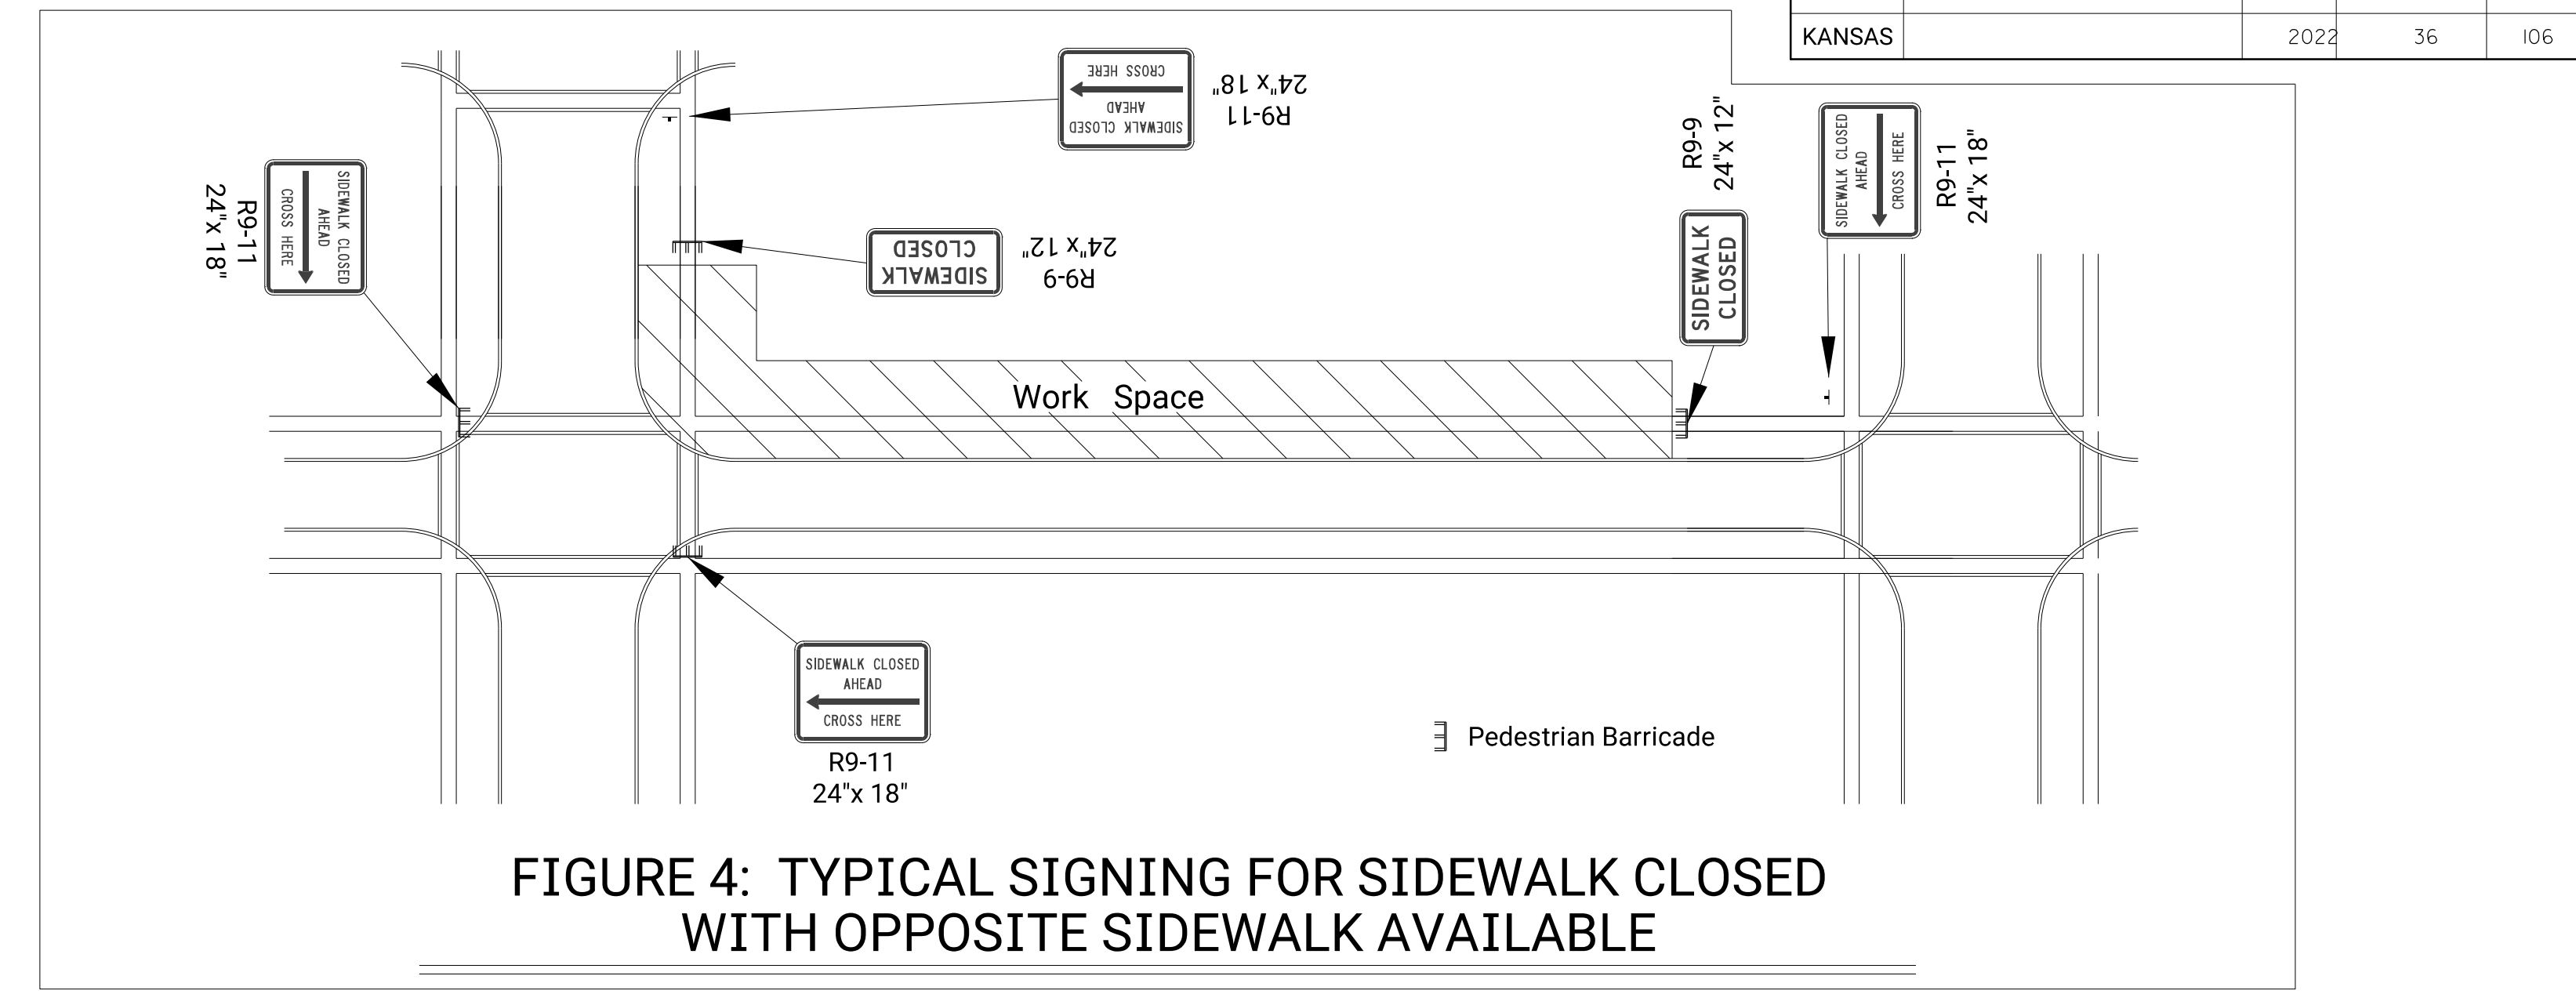 KANSAS 2022 36 106
SIDEWALK CLOSED
AHEAD
CROSS HERE
R9-11
24"x 18"
SIDEWALK
CLOSED
R9-9
24"x 12"
R9-9
24"x 12"
SIDEWALK
CLOSED
SIDEWALK CLOSED
AHEAD
CROSS HERE
R9-11
24"x 18"
SIDEWALK CLOSED
AHEAD
CROSS HERE
R9-11
24"x 18"
Work Space
SIDEWALK CLOSED
AHEAD
CROSS HERE
R9-11
24"x 18"
Pedestrian Barricade
FIGURE 4: TYPICAL SIGNING FOR SIDEWALK CLOSED
WITH OPPOSITE SIDEWALK AVAILABLE